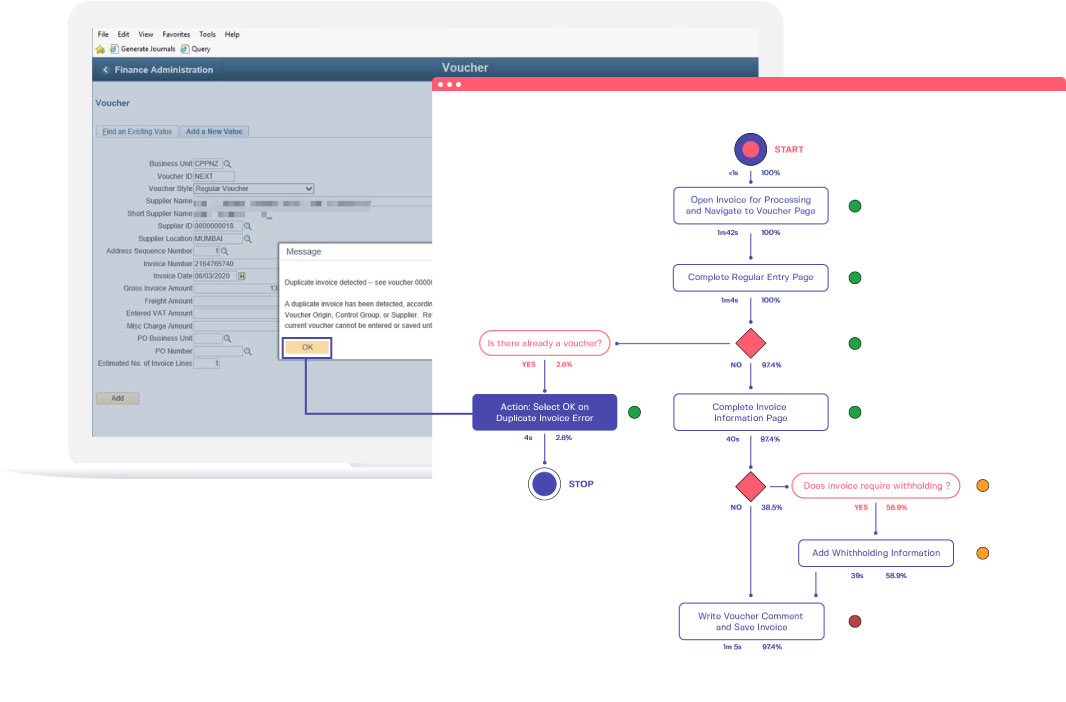 File Edit View Favorites Tools Help
Generate Journals Query
Finance Administration
Voucher
Voucher
Find an Existing Value Add a New Value
Business Unit CPPNZ
Voucher ID NEXT
Voucher Style Regular Voucher
Supplier Name
Short Supplier Name
Supplier ID 0000000018
Supplier Location MUMBAI
Address Sequence Number 1
Invoice Number 2164765740
Invoice Date 06/03/2020
Gross Invoice Amount 13
Freight Amount
Entered VAT Amount
Misc Charge Amount
PO Business Unit
PO Number
Estimated No. of Invoice Lines 1
Add
Message
Duplicate invoice detected -- see voucher 0000
A duplicate invoice has been detected, accordin
Voucher Origin, Control Group, or Supplier. Re
current voucher cannot be entered or saved unt
OK
START
<1s 100%
Open Invoice for Processing
and Navigate to Voucher Page
1m42s 100%
Complete Regular Entry Page
1m4s 100%
Is there already a voucher?
YES 2.6%
NO 97.4%
Action: Select OK on
Duplicate Invoice Error
4s 2.6%
STOP
Complete Invoice
Information Page
40s 97.4%
Does invoice require withholding ?
NO 38.5%
YES 58.9%
Add Whithholding Information
39s 58.9%
Write Voucher Comment
and Save Invoice
1m 5s 97.4%